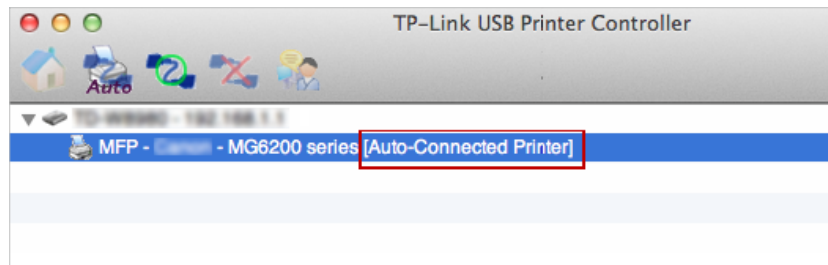 TP-Link USB Printer Controller
Auto
MFP - - MG6200 series [Auto-Connected Printer]